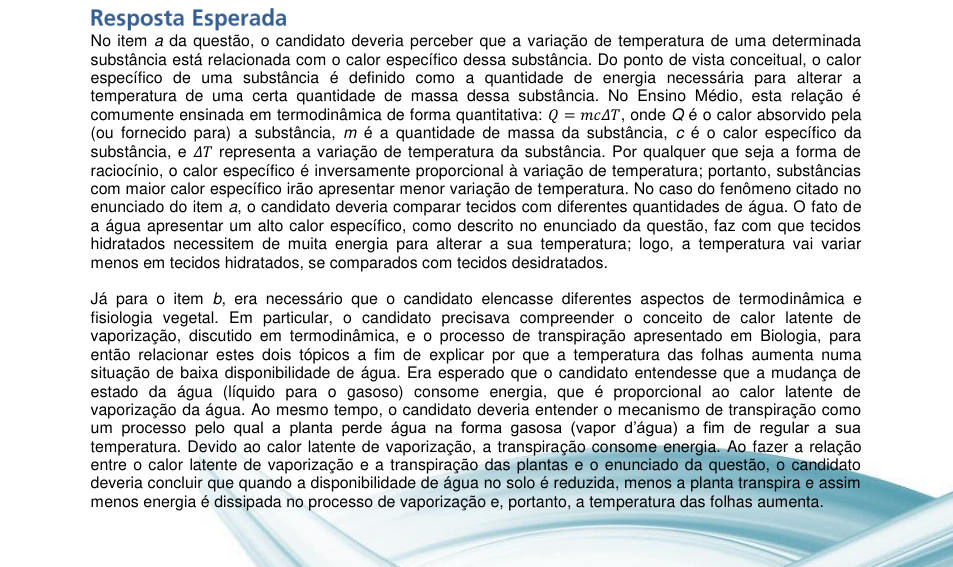 Resposta Esperada
No item a da questão, o candidato deveria perceber que a variação de temperatura de uma determinada
substância está relacionada com o calor específico dessa substância. Do ponto de vista conceitual, o calor
específico de uma substância é definido como a quantidade de energia necessária para alterar a
temperatura de uma certa quantidade de massa dessa substância. No Ensino Médio, esta relação é
comumente ensinada em termodinâmica de forma quantitativa: Q = mcΔT, onde Q é o calor absorvido pela
(ou fornecido para) a substância, m é a quantidade de massa da substância, c é o calor específico da
substância, e ΔT representa a variação de temperatura da substância. Por qualquer que seja a forma de
raciocínio, o calor específico é inversamente proporcional à variação de temperatura; portanto, substâncias
com maior calor específico irão apresentar menor variação de temperatura. No caso do fenômeno citado no
enunciado do item a, o candidato deveria comparar tecidos com diferentes quantidades de água. O fato de
a água apresentar um alto calor específico, como descrito no enunciado da questão, faz com que tecidos
hidratados necessitem de muita energia para alterar a sua temperatura; logo, a temperatura vai variar
menos em tecidos hidratados, se comparados com tecidos desidratados.
Já para o item b, era necessário que o candidato elencasse diferentes aspectos de termodinâmica e
fisiologia vegetal. Em particular, o candidato precisava compreender o conceito de calor latente de
vaporização, discutido em termodinâmica, e o processo de transpiração apresentado em Biologia, para
então relacionar estes dois tópicos a fim de explicar por que a temperatura das folhas aumenta numa
situação de baixa disponibilidade de água. Era esperado que o candidato entendesse que a mudança de
estado da água (líquido para o gasoso) consome energia, que é proporcional ao calor latente de
vaporização da água. Ao mesmo tempo, o candidato deveria entender o mecanismo de transpiração como
um processo pelo qual a planta perde água na forma gasosa (vapor d'água) a fim de regular a sua
temperatura. Devido ao calor latente de vaporização, a transpiração consome energia. Ao fazer a relação
entre o calor latente de vaporização e a transpiração das plantas e o enunciado da questão, o candidato
deveria concluir que quando a disponibilidade de água no solo é reduzida, menos a planta transpira e assim
menos energia é dissipada no processo de vaporização e, portanto, a temperatura das folhas aumenta.